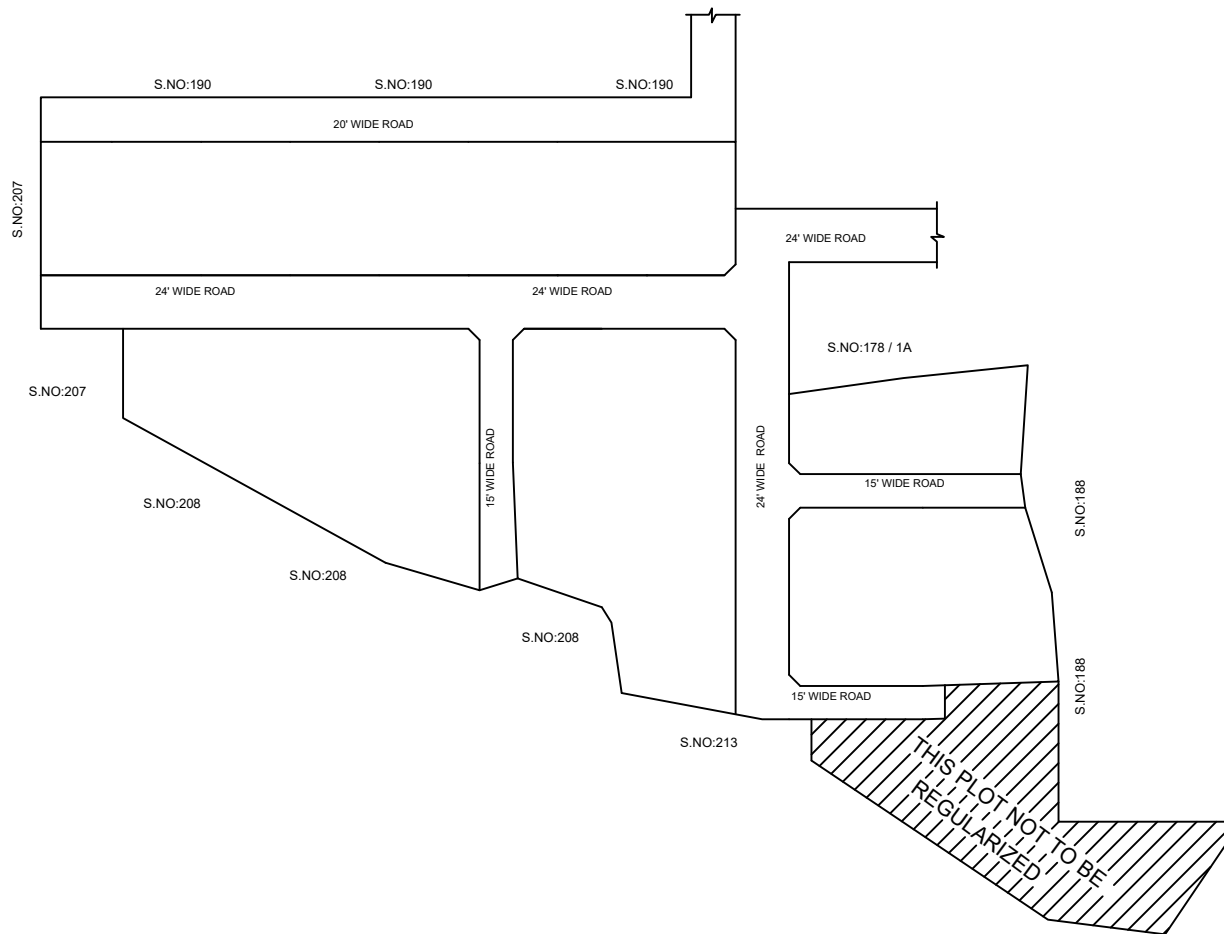 S.NO:190
S.NO:190
S.NO:190
20' WIDE ROAD
S.NO:207
24' WIDE ROAD
24' WIDE ROAD
24' WIDE ROAD
S.NO:178 / 1A
S.NO:207
15' WIDE ROAD
24' WIDE ROAD
15' WIDE ROAD
S.NO:188
S.NO:208
S.NO:208
S.NO:208
S.NO:188
15' WIDE ROAD
S.NO:213
THIS PLOT NOT TO BE
REGULARIZED